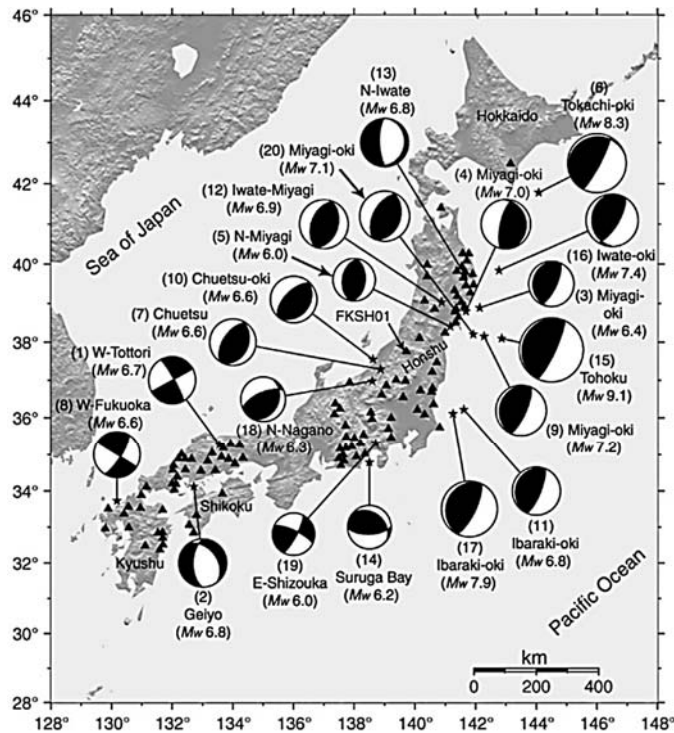 46°
44°
42°
40°
38°
36°
34°
32°
30°
28°
128°
130°
132°
134°
136°
138°
140°
142°
144°
146°
148°
Sea of Japan
Pacific Ocean
Hokkaido
Honshu
Shikoku
Kyushu
FKSH01
(13)
N-Iwate
(Mw 6.8)
(6)
Tokachi-oki
(Mw 8.3)
(20) Miyagi-oki
(Mw 7.1)
(4) Miyagi-oki
(Mw 7.0)
(12) Iwate-Miyagi
(Mw 6.9)
(5) N-Miyagi
(Mw 6.0)
(16) Iwate-oki
(Mw 7.4)
(10) Chuetsu-oki
(Mw 6.6)
(3) Miyagi-
oki
(Mw 6.4)
(7) Chuetsu
(Mw 6.6)
(1) W-Tottori
(Mw 6.7)
(15)
Tohoku
(Mw 9.1)
(8) W-Fukuoka
(Mw 6.6)
(18) N-Nagano
(Mw 6.3)
(9) Miyagi-oki
(Mw 7.2)
(2)
Geiyo
(Mw 6.8)
(19)
E-Shizouka
(Mw 6.0)
(14)
Suruga Bay
(Mw 6.2)
(17)
Ibaraki-oki
(Mw 7.9)
(11)
Ibaraki-oki
(Mw 6.8)
km
0 200 400